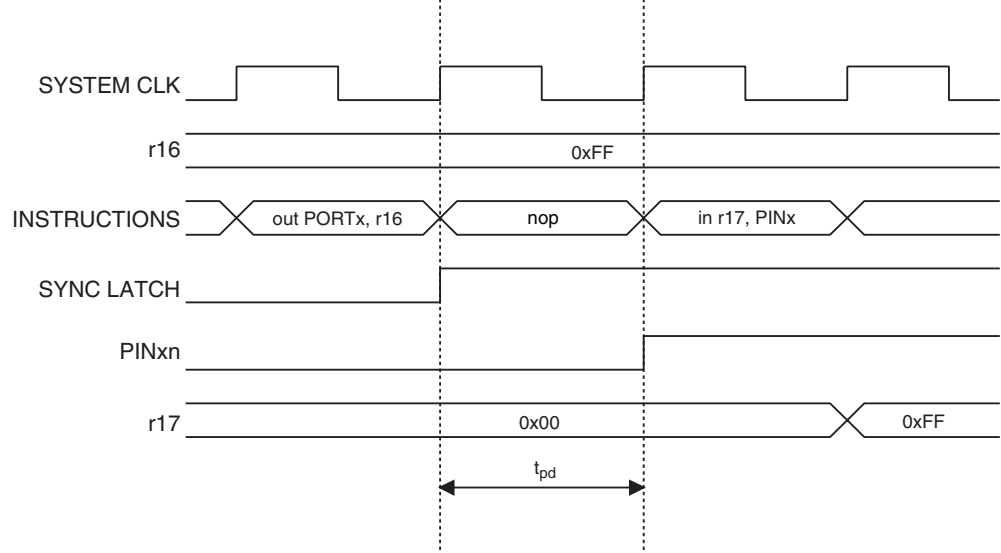 SYSTEM CLK
r16 0xFF
INSTRUCTIONS out PORTx, r16 nop in r17, PINx
SYNC LATCH
PINxn
r17 0x00 0xFF
tpd